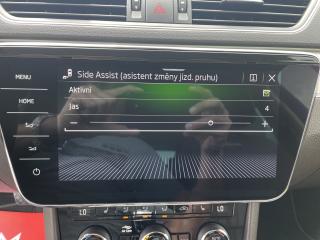 MENU
HOME
Side Assist (asistent změny jízd. pruhu)
Aktivní
Jas 4
LO
LO